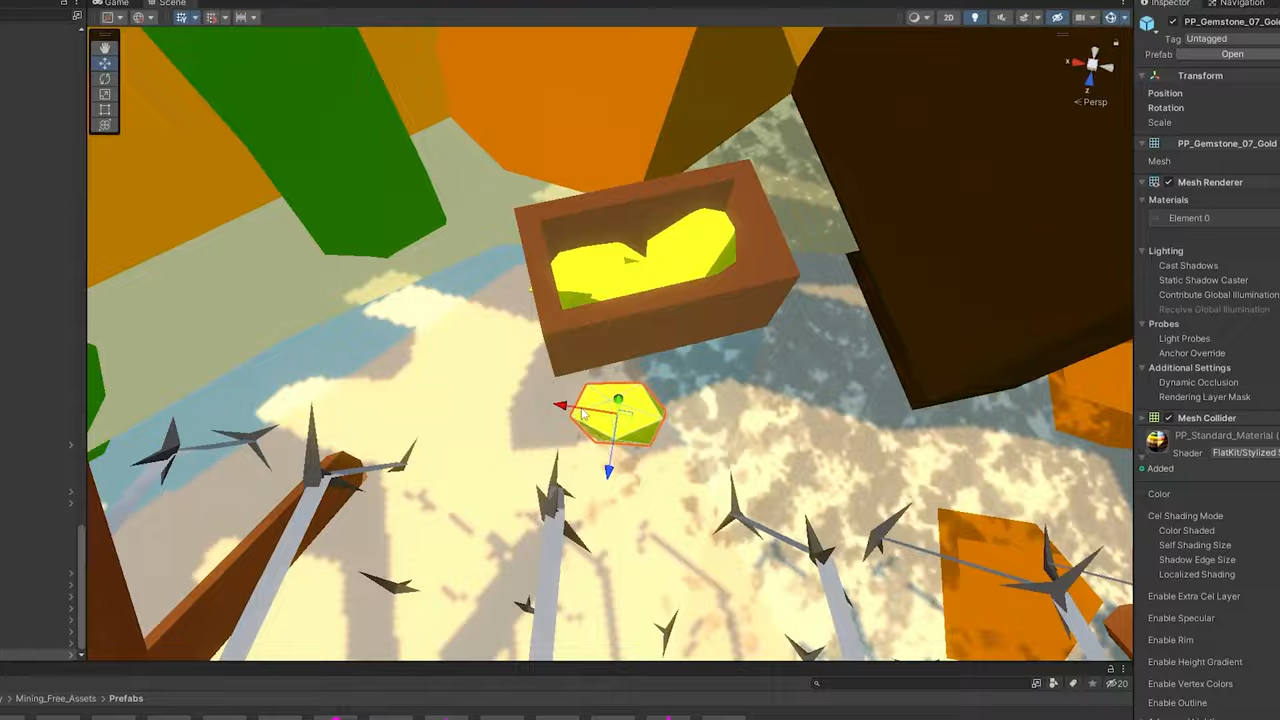 Game Scene
Inspector Navigation
2D
PP_Gemstone_07_Gold
Tag Untagged
Prefab Open
Transform
Position
Rotation
Scale
PP_Gemstone_07_Gold
Mesh
Mesh Renderer
Materials
Element 0
Lighting
Cast Shadows
Static Shadow Caster
Contribute Global Illumination
Receive Global Illumination
Probes
Light Probes
Anchor Override
Additional Settings
Dynamic Occlusion
Rendering Layer Mask
Mesh Collider
PP_Standard_Material (
Shader FlatKit/Stylized S
Added
Color
Cel Shading Mode
Color Shaded
Self Shading Size
Shadow Edge Size
Localized Shading
Enable Extra Cel Layer
Enable Specular
Enable Rim
Enable Height Gradient
Enable Vertex Colors
Enable Outline
x
z
< Persp
20
Mining_Free_Assets > Prefabs